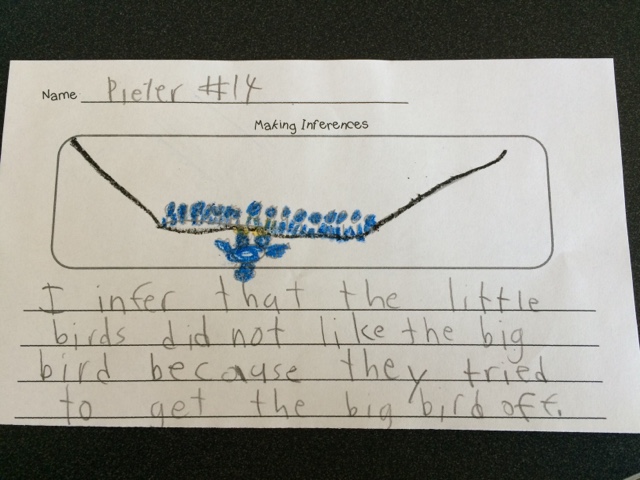 Name Pieter #14
Making Inferences
I infer that the little
birds did not like the big
bird because they tried
to get the big bird off.